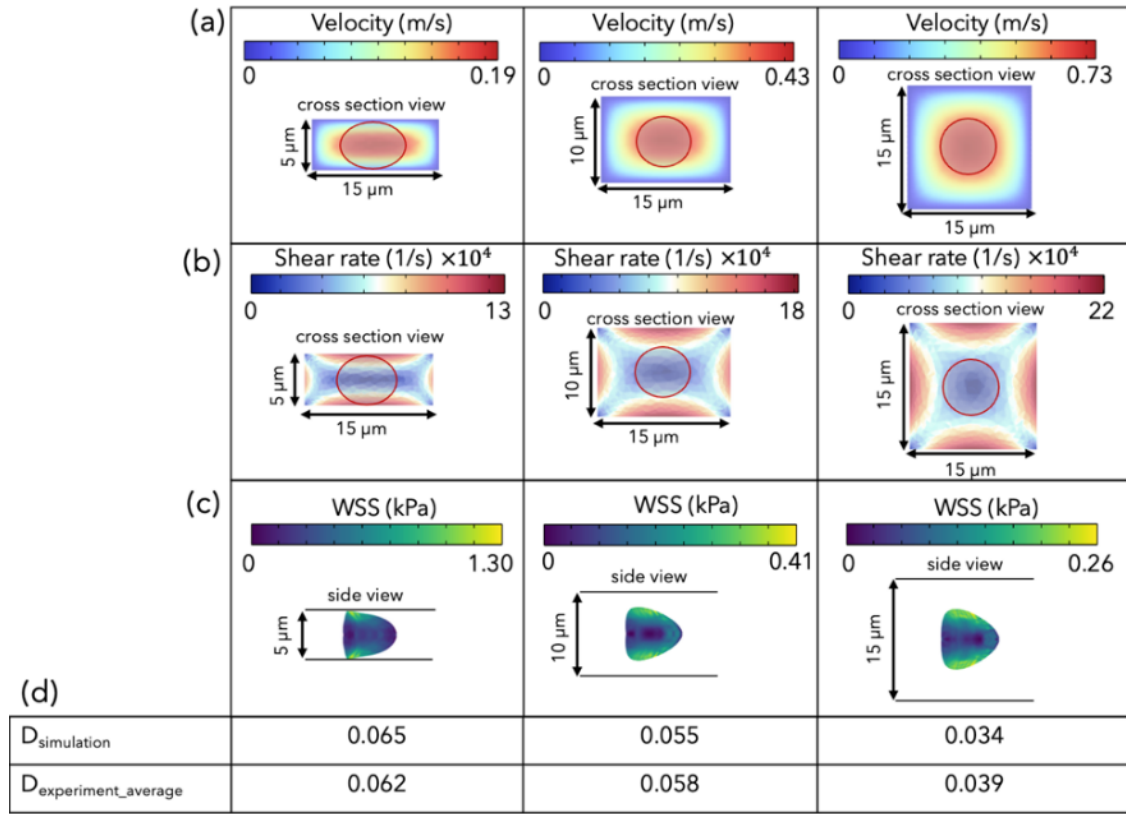 (a)
Velocity (m/s)
0 0.19
cross section view
5 µm
15 µm
Velocity (m/s)
0 0.43
cross section view
10 µm
15 µm
Velocity (m/s)
0 0.73
cross section view
15 µm
15 µm
(b)
Shear rate (1/s) ×10⁴
0 13
cross section view
5 µm
15 µm
Shear rate (1/s) ×10⁴
0 18
cross section view
10 µm
15 µm
Shear rate (1/s) ×10⁴
0 22
cross section view
15 µm
15 µm
(c)
WSS (kPa)
0 1.30
side view
5 µm
WSS (kPa)
0 0.41
side view
10 µm
WSS (kPa)
0 0.26
side view
15 µm
(d)
Dsimulation 0.065 0.055 0.034
Dexperiment_average 0.062 0.058 0.039